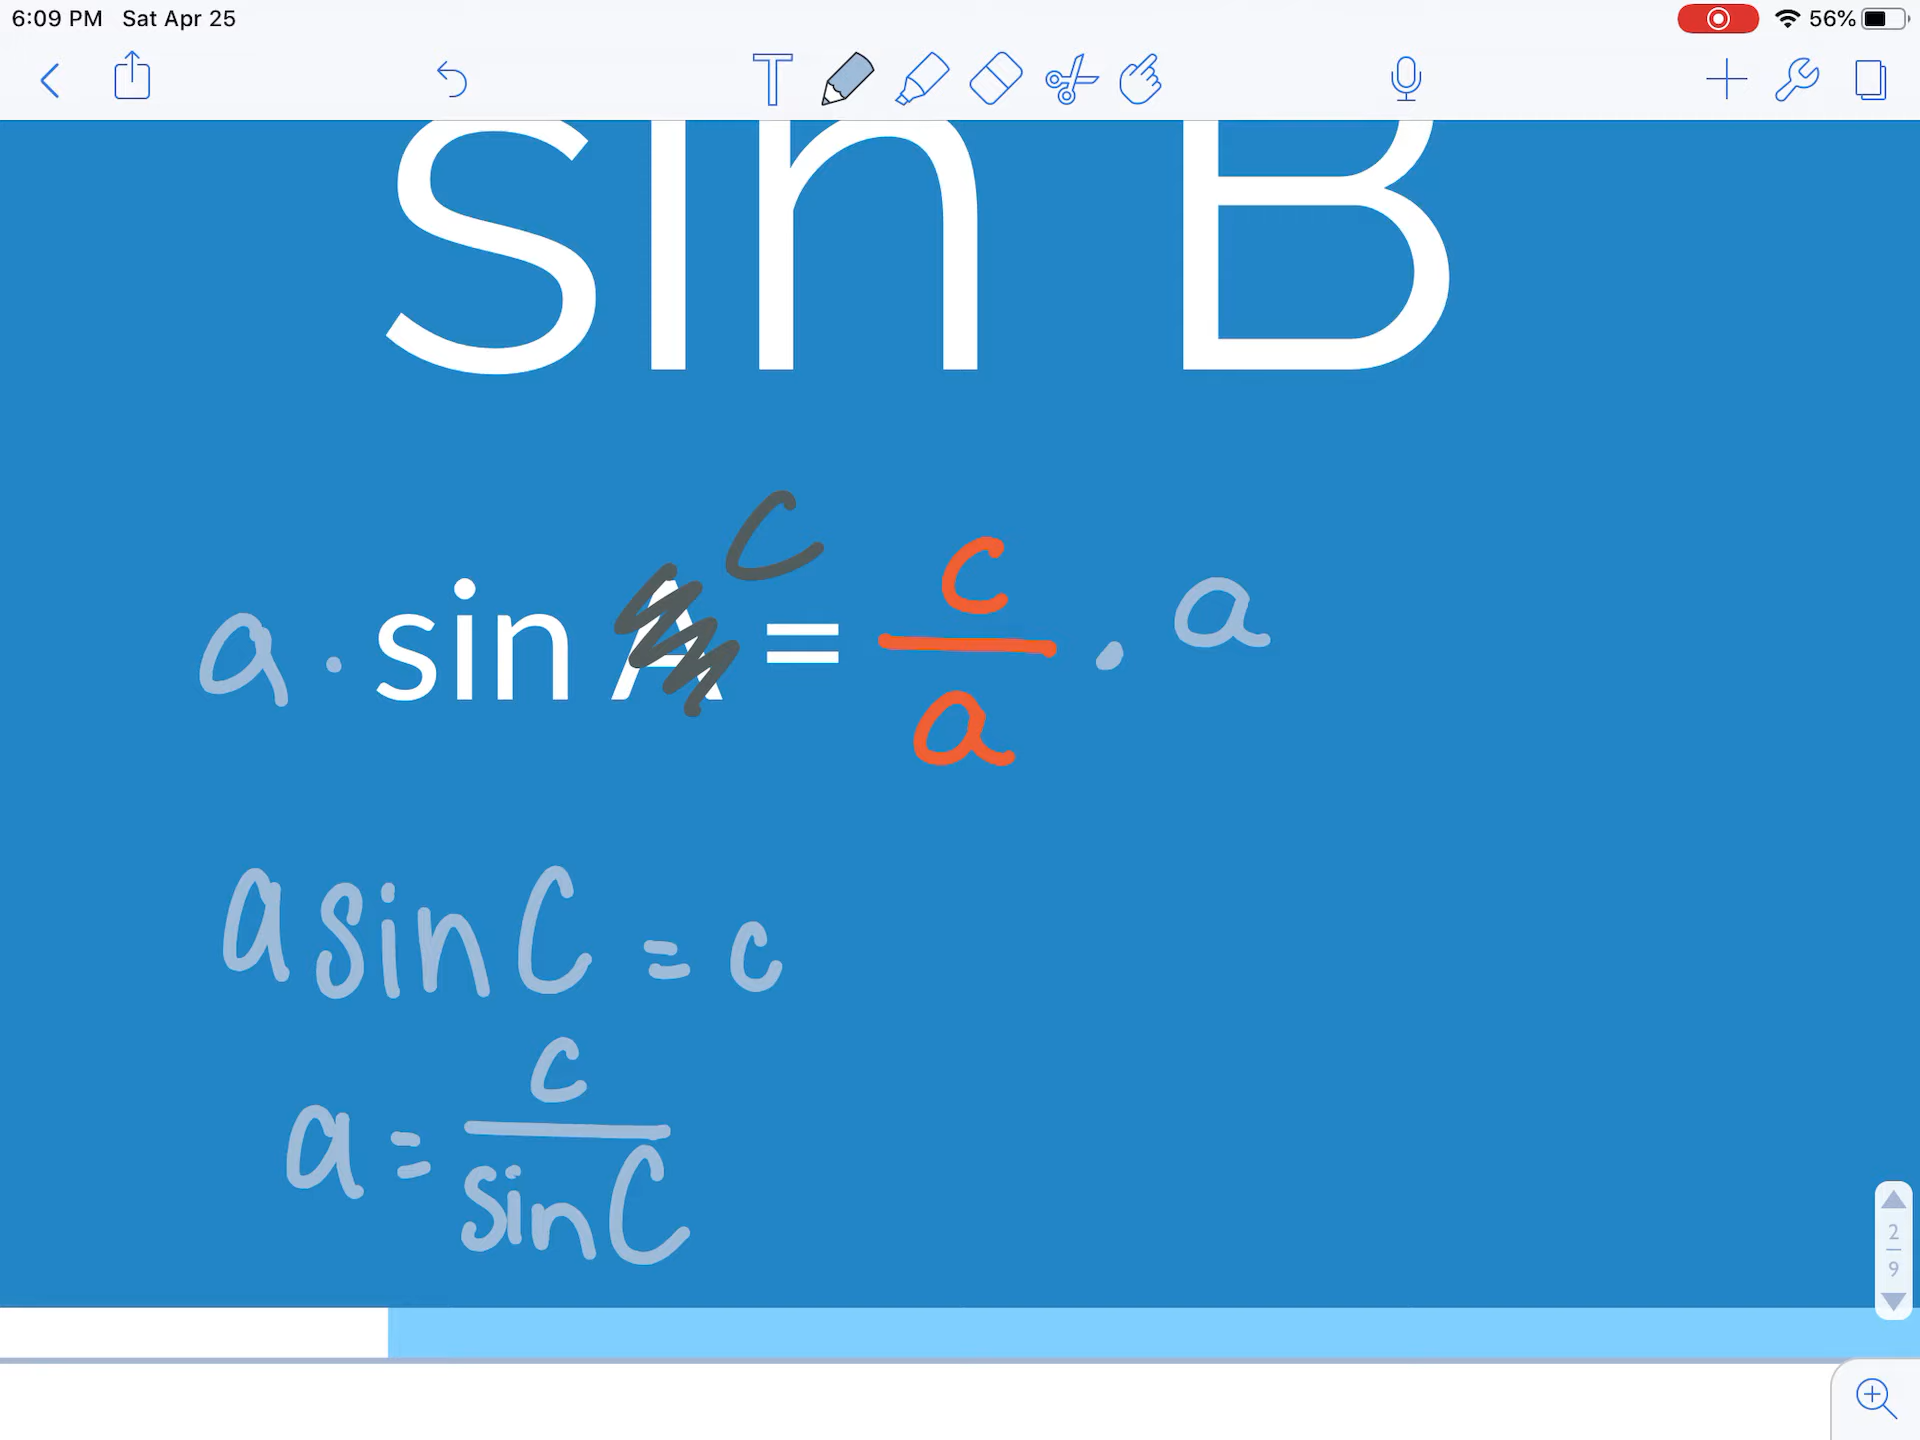 6:09 PM Sat Apr 25 56%
T
sin B
a · sin A C = c/a · a
a sin C = c
a = c/sin C
2
9